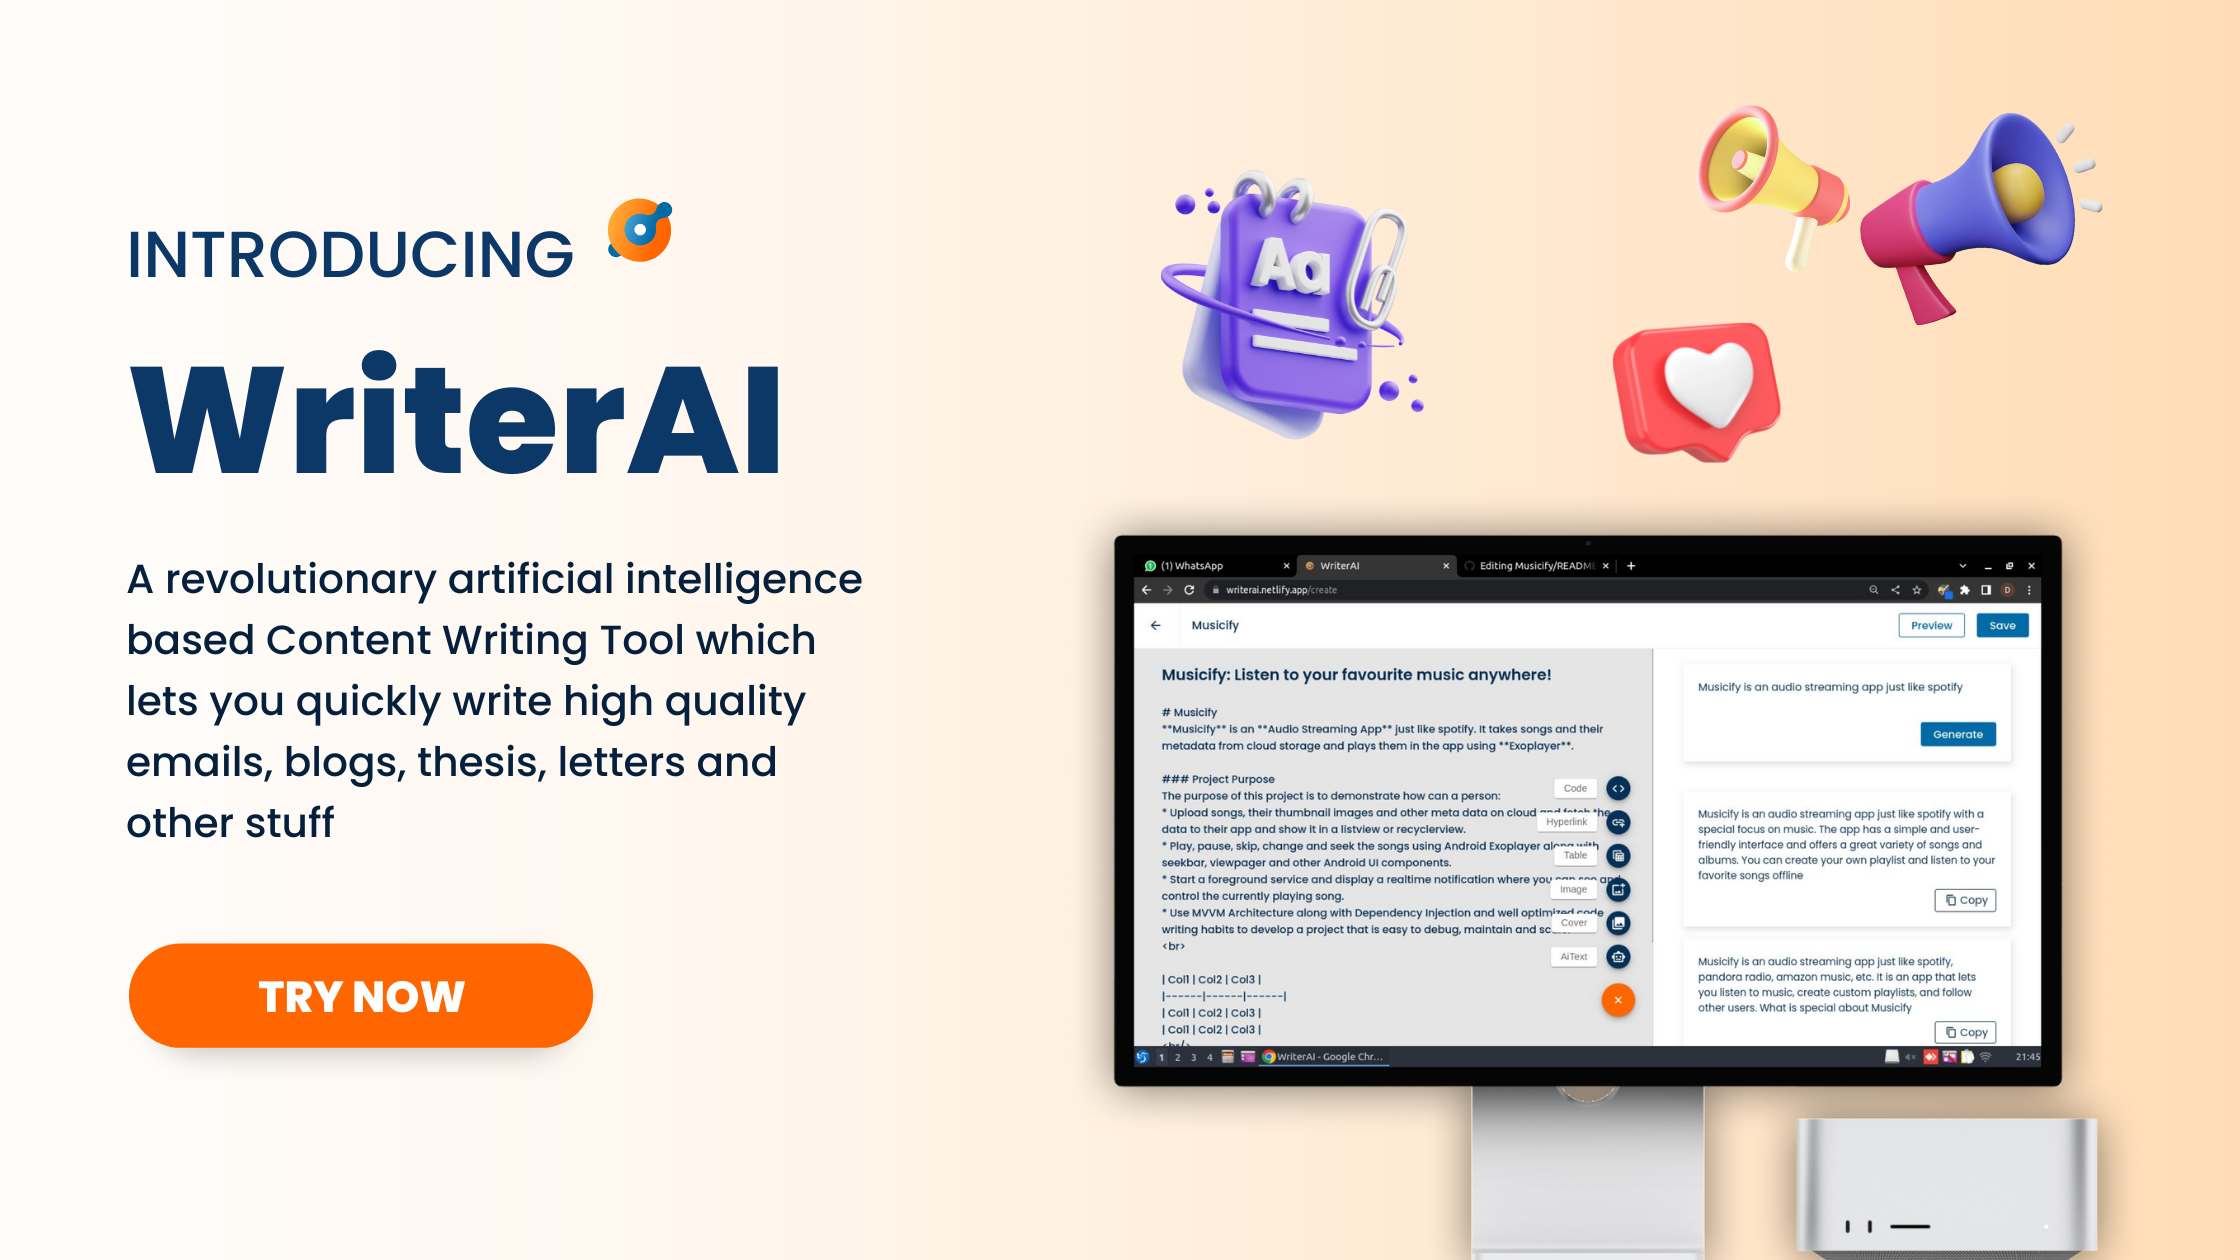 INTRODUCING
WriterAI
A revolutionary artificial intelligence
based Content Writing Tool which
lets you quickly write high quality
emails, blogs, thesis, letters and
other stuff
TRY NOW
Aa
(1) WhatsApp
WriterAI
Editing Musicify/README
writerai.netlify.app/create
D
Musicify
Preview
Save
Musicify: Listen to your favourite music anywhere!
# Musicify
**Musicify** is an **Audio Streaming App** just like spotify. It takes songs and their
metadata from cloud storage and plays them in the app using **Exoplayer**.
### Project Purpose
The purpose of this project is to demonstrate how can a person:
* Upload songs, their thumbnail images and other meta data on cloud and fetch the
data to their app and show it in a listview or recyclerview.
* Play, pause, skip, change and seek the songs using Android Exoplayer along with
seekbar, viewpager and other Android UI components.
* Start a foreground service and display a realtime notification where you can see and
control the currently playing song.
* Use MVVM Architecture along with Dependency Injection and well optimized code
writing habits to develop a project that is easy to debug, maintain and
<br>
| Col1 | Col2 | Col3 |
|------|------|------|
| Col1 | Col2 | Col3 |
| Col1 | Col2 | Col3 |
Code
Hyperlink
Table
Image
Cover
AiText
Musicify is an audio streaming app just like spotify
Generate
Musicify is an audio streaming app just like spotify with a
special focus on music. The app has a simple and user-
friendly interface and offers a great variety of songs and
albums. You can create your own playlist and listen to your
favorite songs offline
Copy
Musicify is an audio streaming app just like spotify,
pandora radio, amazon music, etc. It is an app that lets
you listen to music, create custom playlists, and follow
other users. What is special about Musicify
Copy
1 2 3 4
WriterAI - Google Chr...
21:45